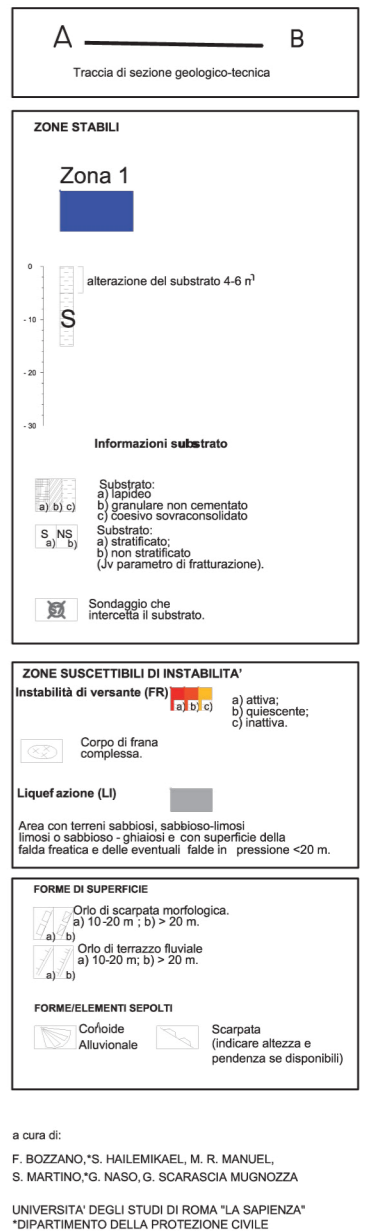 A B
Traccia di sezione geologico-tecnica
ZONE STABILI
Zona 1
0
alterazione del substrato 4-6 m
S
- 10
- 20
- 30
Informazioni substrato
Substrato:
a) lapideo
b) granulare non cementato
a) b) c)
c) coesivo sovraconsolidato
Substrato:
S NS
a) stratificato;
a) b)
b) non stratificato
(Jv parametro di fratturazione).
Sondaggio che
intercetta il substrato.
ZONE SUSCETTIBILI DI INSTABILITA'
Instabilità di versante (FR)
a) b) c)
a) attiva;
b) quiescente;
c) inattiva.
Corpo di frana
complessa.
Liquef azione (LI)
Area con terreni sabbiosi, sabbioso-limosi
limosi o sabbioso - ghiaiosi e con superficie della
falda freatica e delle eventuali falde in pressione <20 m.
FORME DI SUPERFICIE
Orlo di scarpata morfologica.
a) 10-20 m ; b) > 20 m.
a) b)
Orlo di terrazzo fluviale
a) 10-20 m; b) > 20 m.
a) b)
FORME/ELEMENTI SEPOLTI
Conoide
Alluvionale
Scarpata
(indicare altezza e
pendenza se disponibili)
a cura di:
F. BOZZANO,*S. HAILEMIKAEL, M. R. MANUEL,
S. MARTINO,*G. NASO, G. SCARASCIA MUGNOZZA
UNIVERSITA' DEGLI STUDI DI ROMA "LA SAPIENZA"
*DIPARTIMENTO DELLA PROTEZIONE CIVILE